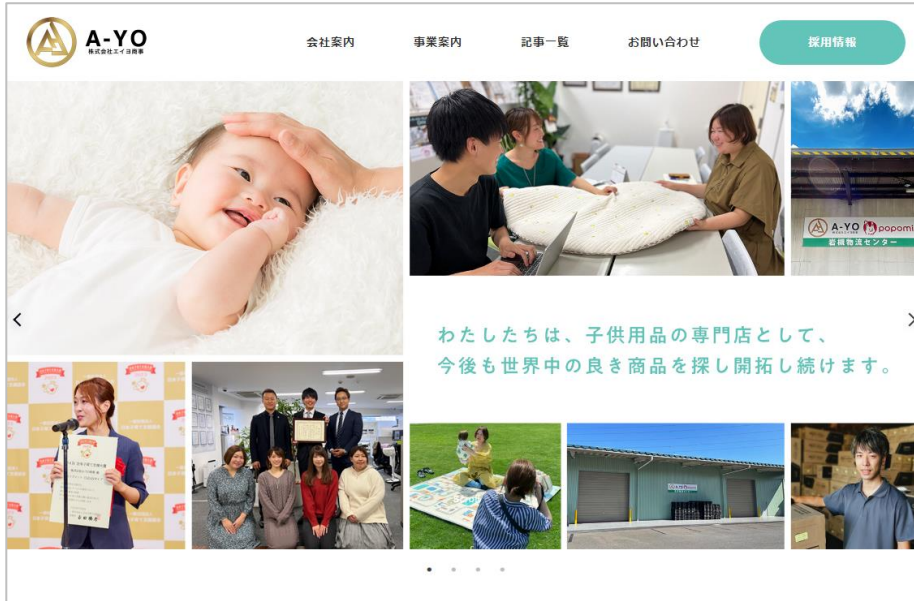 A-YO
株式会社エイヨ商事
会社案内
事業案内
記事一覧
お問い合わせ
採用情報
A-YO popomi
岩槻物流センター
わたしたちは、子供用品の専門店として、
今後も世界中の良き商品を探し開拓し続けます。